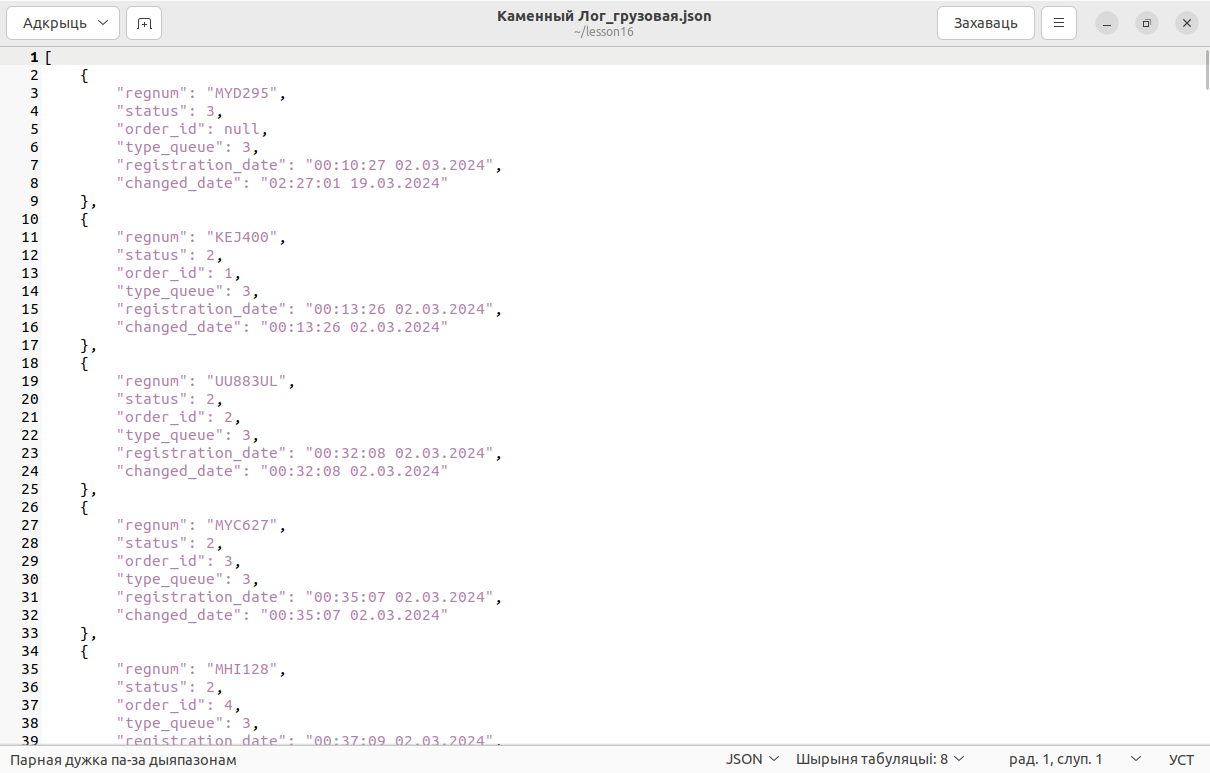 Адкрыць
Каменный Лог_грузовая.json
~/lesson16
Захаваць
1 [
2     {
3         "regnum": "MYD295",
4         "status": 3,
5         "order_id": null,
6         "type_queue": 3,
7         "registration_date": "00:10:27 02.03.2024",
8         "changed_date": "02:27:01 19.03.2024"
9     },
10     {
11         "regnum": "KEJ400",
12         "status": 2,
13         "order_id": 1,
14         "type_queue": 3,
15         "registration_date": "00:13:26 02.03.2024",
16         "changed_date": "00:13:26 02.03.2024"
17     },
18     {
19         "regnum": "UU883UL",
20         "status": 2,
21         "order_id": 2,
22         "type_queue": 3,
23         "registration_date": "00:32:08 02.03.2024",
24         "changed_date": "00:32:08 02.03.2024"
25     },
26     {
27         "regnum": "MYC627",
28         "status": 2,
29         "order_id": 3,
30         "type_queue": 3,
31         "registration_date": "00:35:07 02.03.2024",
32         "changed_date": "00:35:07 02.03.2024"
33     },
34     {
35         "regnum": "MHI128",
36         "status": 2,
37         "order_id": 4,
38         "type_queue": 3,
39         "registration_date": "00:37:09 02.03.2024",
Парная дужка па-за дыяпазонам
JSON
Шырыня табуляцыі: 8
рад. 1, слуп. 1
УСТ